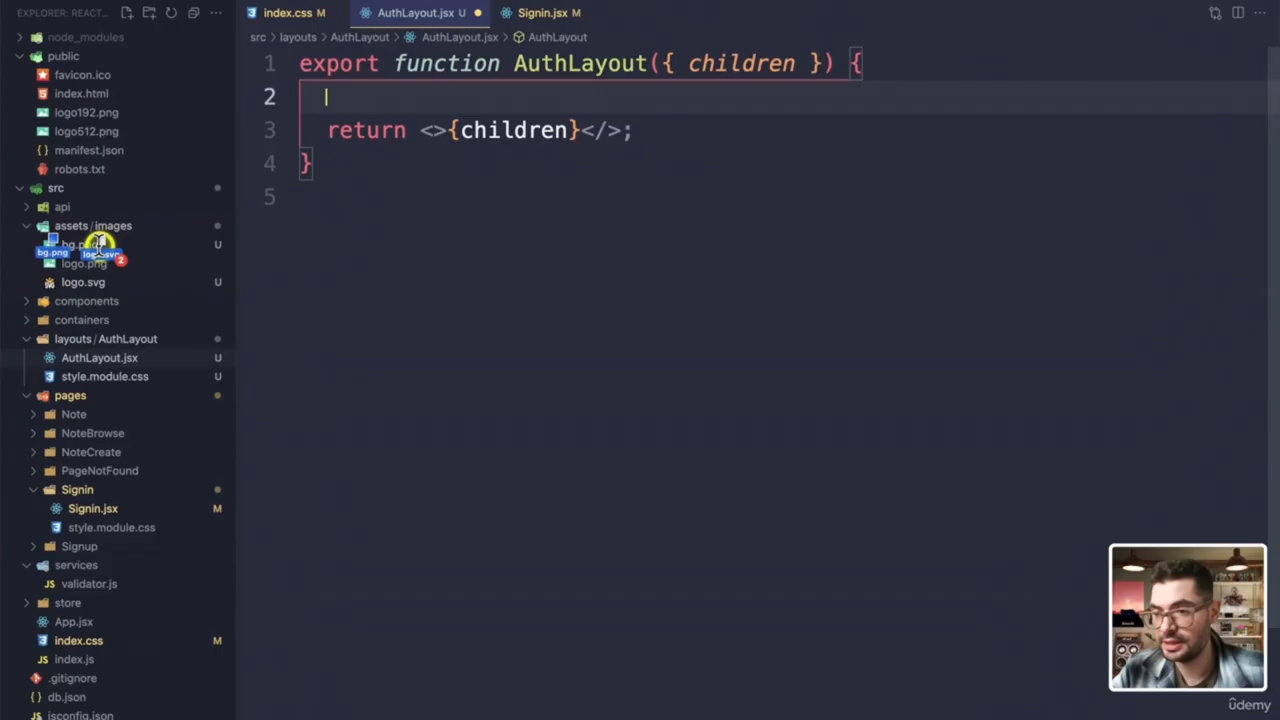 EXPLORER: REACT...
node_modules
public
favicon.ico
index.html
logo192.png
logo512.png
manifest.json
robots.txt
src
api
assets / images
bg.png U
bg.png 2
logo.png
logo.svg U
components
containers
layouts / AuthLayout
AuthLayout.jsx U
style.module.css U
pages
Note
NoteBrowse
NoteCreate
PageNotFound
Signin
Signin.jsx M
style.module.css
Signup
services
validator.js
store
App.jsx
index.css M
index.js
.gitignore
db.json
jsconfig.json
index.css M
AuthLayout.jsx U
Signin.jsx M
src > layouts > AuthLayout > AuthLayout.jsx > AuthLayout
1 export function AuthLayout({ children }) {
2
3 return <>{children}</>;
4 }
5
ûdemy